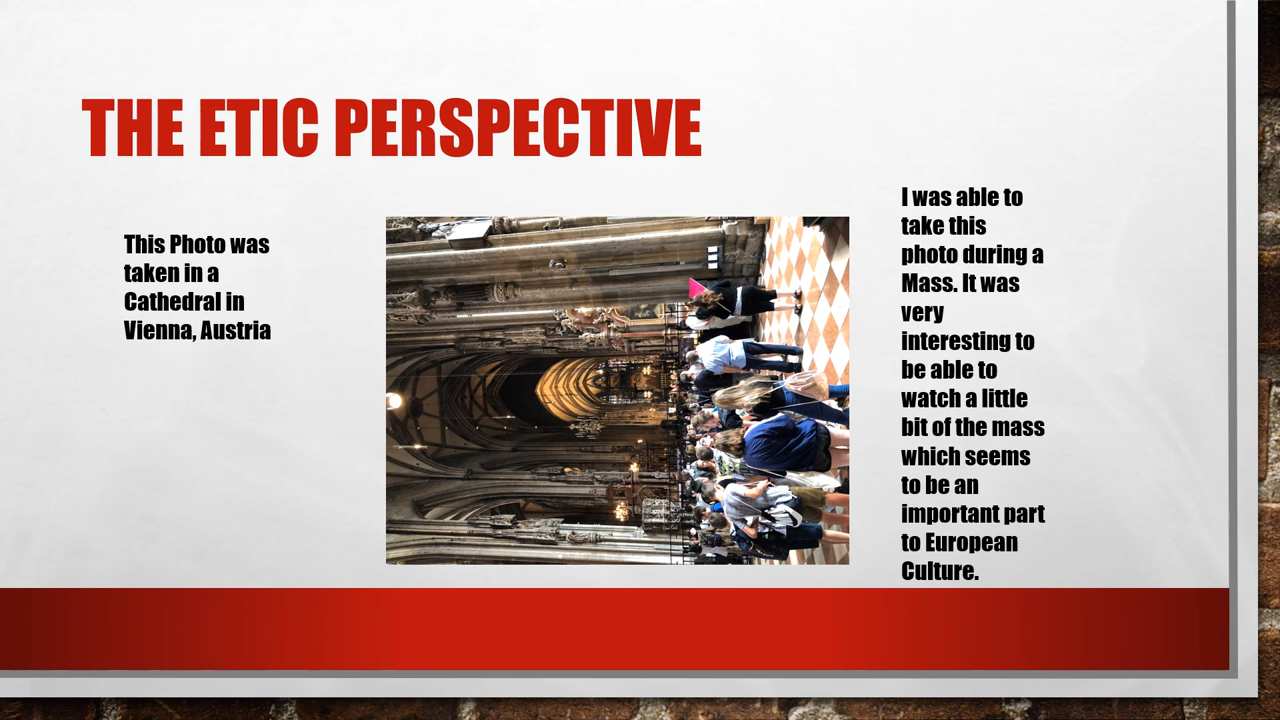 THE ETIC PERSPECTIVE
This Photo was
taken in a
Cathedral in
Vienna, Austria
I was able to
take this
photo during a
Mass. It was
very
interesting to
be able to
watch a little
bit of the mass
which seems
to be an
important part
to European
Culture.